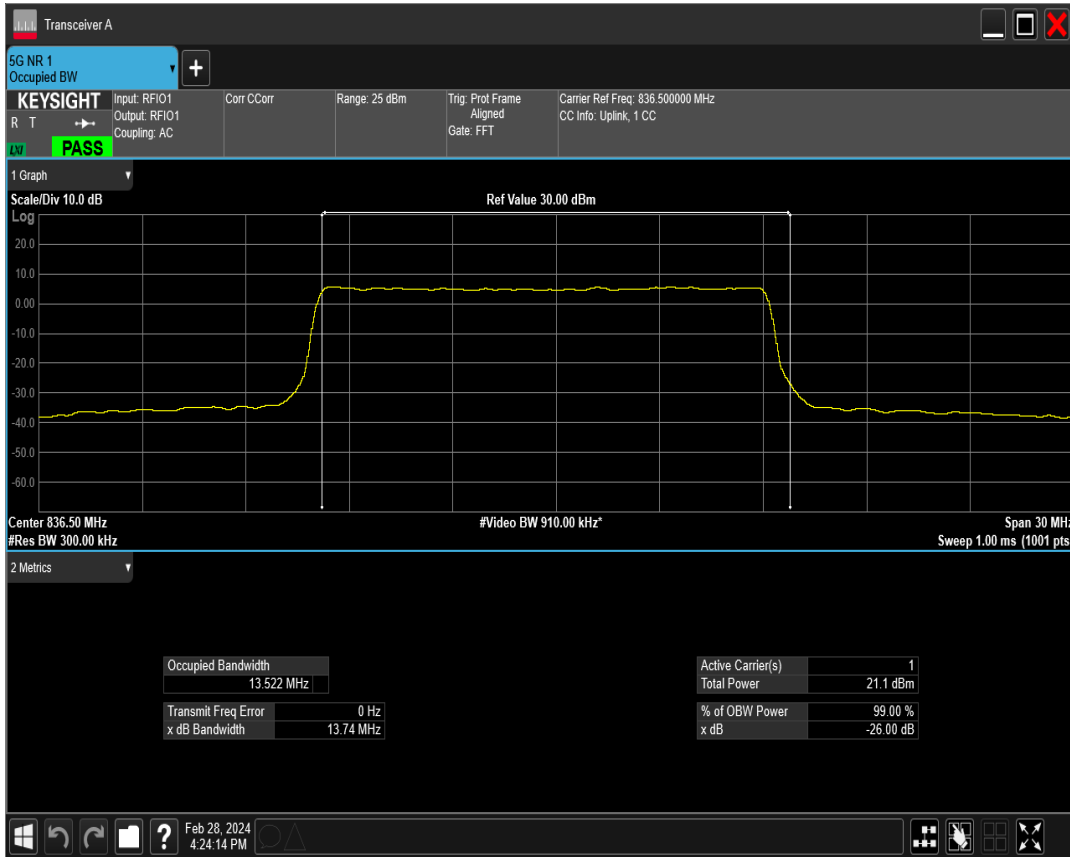 Transceiver A
5G NR 1
Occupied BW
KEYSIGHT
R T
LXI
PASS
Input: RFIO1
Output: RFIO1
Coupling: AC
Corr CCorr
Range: 25 dBm
Trig: Prot Frame
Aligned
Gate: FFT
Carrier Ref Freq: 836.500000 MHz
CC Info: Uplink, 1 CC
1 Graph
Scale/Div 10.0 dB
Ref Value 30.00 dBm
Log
20.0
10.0
0.00
-10.0
-20.0
-30.0
-40.0
-50.0
-60.0
Center 836.50 MHz
#Video BW 910.00 kHz*
Span 30 MHz
#Res BW 300.00 kHz
Sweep 1.00 ms (1001 pts
2 Metrics
Occupied Bandwidth
13.522 MHz
Transmit Freq Error 0 Hz
x dB Bandwidth 13.74 MHz
Active Carrier(s) 1
Total Power 21.1 dBm
% of OBW Power 99.00 %
x dB -26.00 dB
?
Feb 28, 2024
4:24:14 PM